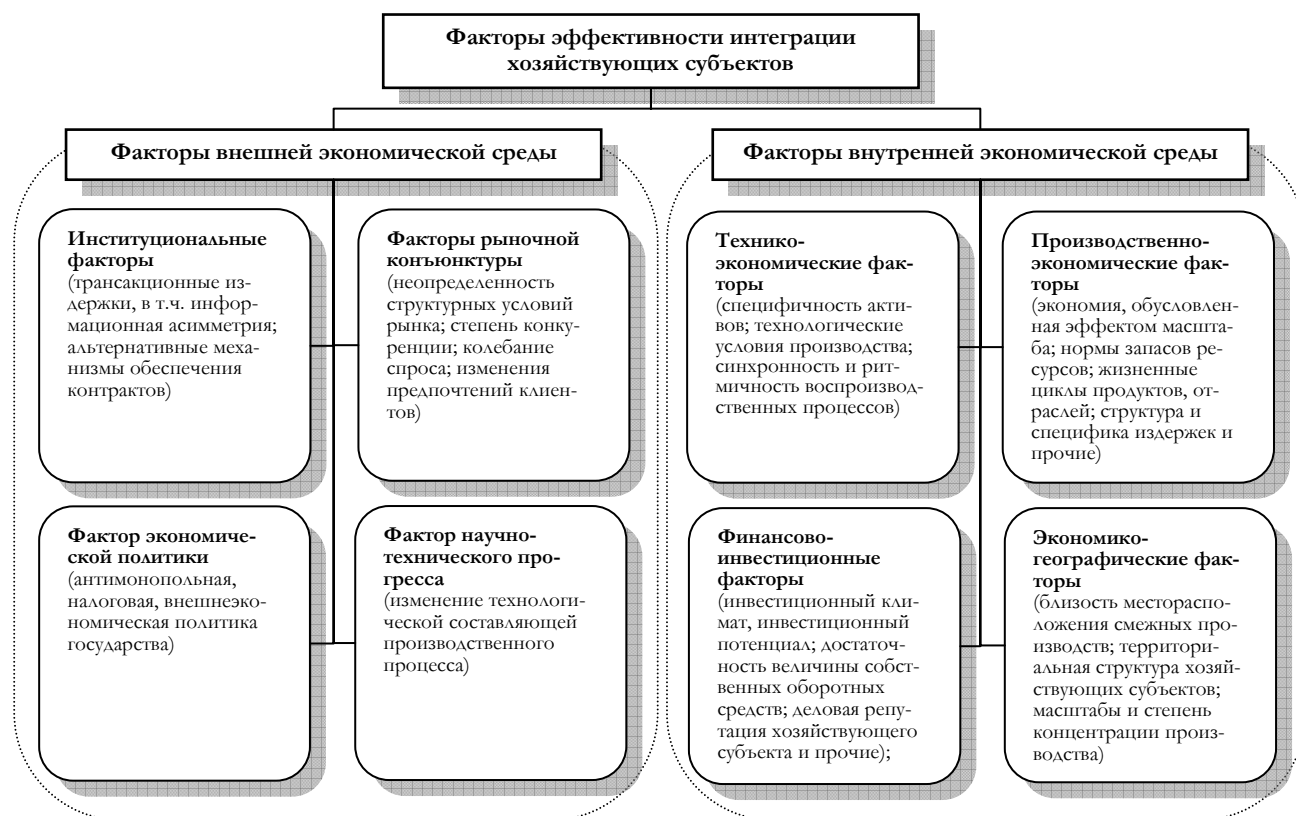 Факторы эффективности интеграции
хозяйствующих субъектов
Факторы внешней экономической среды
Институциональные
факторы
(трансакционные из-
держки, в т.ч. инфор-
мационная асимметрия;
альтернативные меха-
низмы обеспечения
контрактов)
Факторы рыночной
конъюнктуры
(неопределенность
структурных условий
рынка; степень конку-
ренции; колебание
спроса; изменения
предпочтений клиен-
тов)
Фактор экономиче-
ской политики
(антимонопольная,
налоговая, внешнеэко-
номическая политика
государства)
Фактор научно-
технического про-
гресса
(изменение технологи-
ческой составляющей
производственного
процесса)
Факторы внутренней экономической среды
Технико-
экономические фак-
торы
(специфичность акти-
вов; технологические
условия производства;
синхронность и рит-
мичность воспроизвод-
ственных процессов)
Производственно-
экономические фак-
торы
(экономия, обусловлен-
ная эффектом масшта-
ба; нормы запасов ре-
сурсов; жизненные
циклы продуктов, от-
раслей; структура и
специфика издержек и
прочие)
Финансово-
инвестиционные
факторы
(инвестиционный кли-
мат, инвестиционный
потенциал; достаточ-
ность величины собст-
венных оборотных
средств; деловая репу-
тация хозяйствующего
субъекта и прочие);
Экономико-
географические фак-
торы
(близость местораспо-
ложения смежных про-
изводств; территори-
альная структура хозяй-
ствующих субъектов;
масштабы и степень
концентрации произ-
водства)